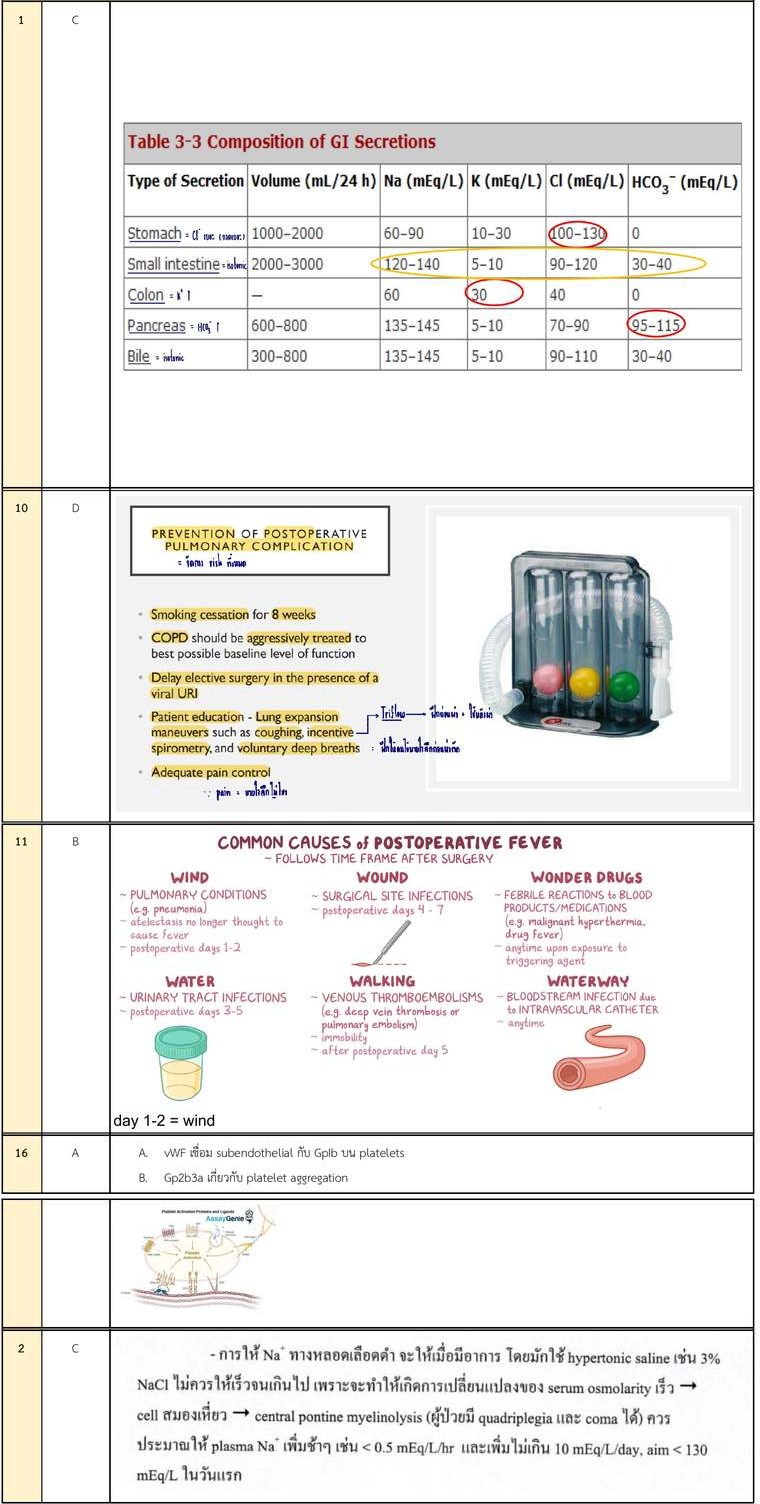 1 C
Table 3-3 Composition of GI Secretions
Type of Secretion Volume (mL/24 h) Na (mEq/L) K (mEq/L) Cl (mEq/L) HCO₃⁻ (mEq/L)
Stomach 1000–2000 60–90 10–30 100–130 0
Small intestine = isotonic 2000–3000 120–140 5–10 90–120 30–40
Colon = K⁺ ↑ — 60 30 40 0
Pancreas = HCO₃⁻ ↑ 600–800 135–145 5–10 70–90 95–115
Bile = isotonic 300–800 135–145 5–10 90–110 30–40
10 D
PREVENTION OF POSTOPERATIVE
PULMONARY COMPLICATION
risk
• Smoking cessation for 8 weeks
• COPD should be aggressively treated to
best possible baseline level of function
• Delay elective surgery in the presence of a
viral URI
• Patient education - Lung expansion
maneuvers such as coughing, incentive
spirometry, and voluntary deep breaths
Triflow
• Adequate pain control
∵ pain =
11 B
COMMON CAUSES of POSTOPERATIVE FEVER
~ FOLLOWS TIME FRAME AFTER SURGERY
WIND
~ PULMONARY CONDITIONS
(e.g. pneumonia)
~ atelectasis no longer thought to
cause fever
~ postoperative days 1-2
WOUND
~ SURGICAL SITE INFECTIONS
~ postoperative days 4 - 7
WONDER DRUGS
~ FEBRILE REACTIONS to BLOOD
PRODUCTS/MEDICATIONS
(e.g. malignant hyperthermia,
drug fever)
~ anytime upon exposure to
triggering agent
WATER
~ URINARY TRACT INFECTIONS
~ postoperative days 3-5
WALKING
~ VENOUS THROMBOEMBOLISMS
(e.g. deep vein thrombosis or
pulmonary embolism)
~ immobility
~ after postoperative day 5
WATERWAY
~ BLOODSTREAM INFECTION due
to INTRAVASCULAR CATHETER
~ anytime
day 1-2 = wind
16 A
A. vWF เชื่อม subendothelial กับ GpIb บน platelets
B. Gp2b3a เกี่ยวกับ platelet aggregation
Platelet Activation Proteins and Ligands
AssayGenie
Platelet
Activation
2 C
- การให้ Na⁺ ทางหลอดเลือดดำ จะให้เมื่อมีอาการ โดยมักใช้ hypertonic saline เช่น 3%
NaCl ไม่ควรให้เร็วจนเกินไป เพราะจะทำให้เกิดการเปลี่ยนแปลงของ serum osmolarity เร็ว →
cell สมองเหี่ยว → central pontine myelinolysis (ผู้ป่วยมี quadriplegia และ coma ได้) ควร
ประมาณให้ plasma Na⁺ เพิ่มช้าๆ เช่น < 0.5 mEq/L/hr และเพิ่มไม่เกิน 10 mEq/L/day, aim < 130
mEq/L ในวันแรก